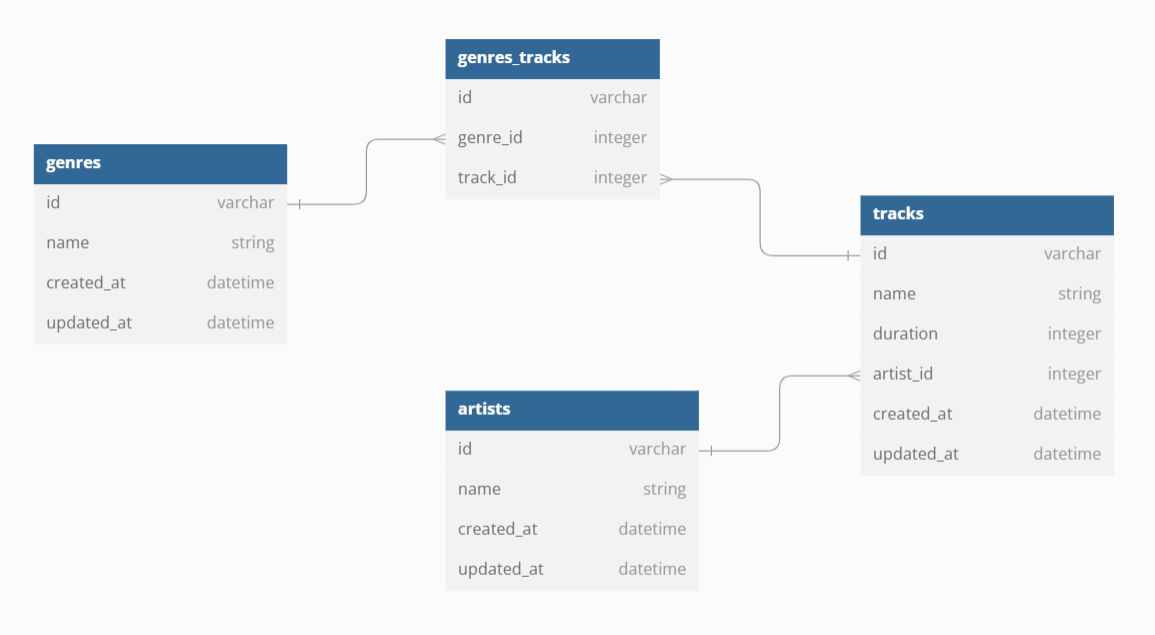 genres_tracks
id varchar
genre_id integer
track_id integer
genres
id varchar
name string
created_at datetime
updated_at datetime
tracks
id varchar
name string
duration integer
artist_id integer
created_at datetime
updated_at datetime
artists
id varchar
name string
created_at datetime
updated_at datetime